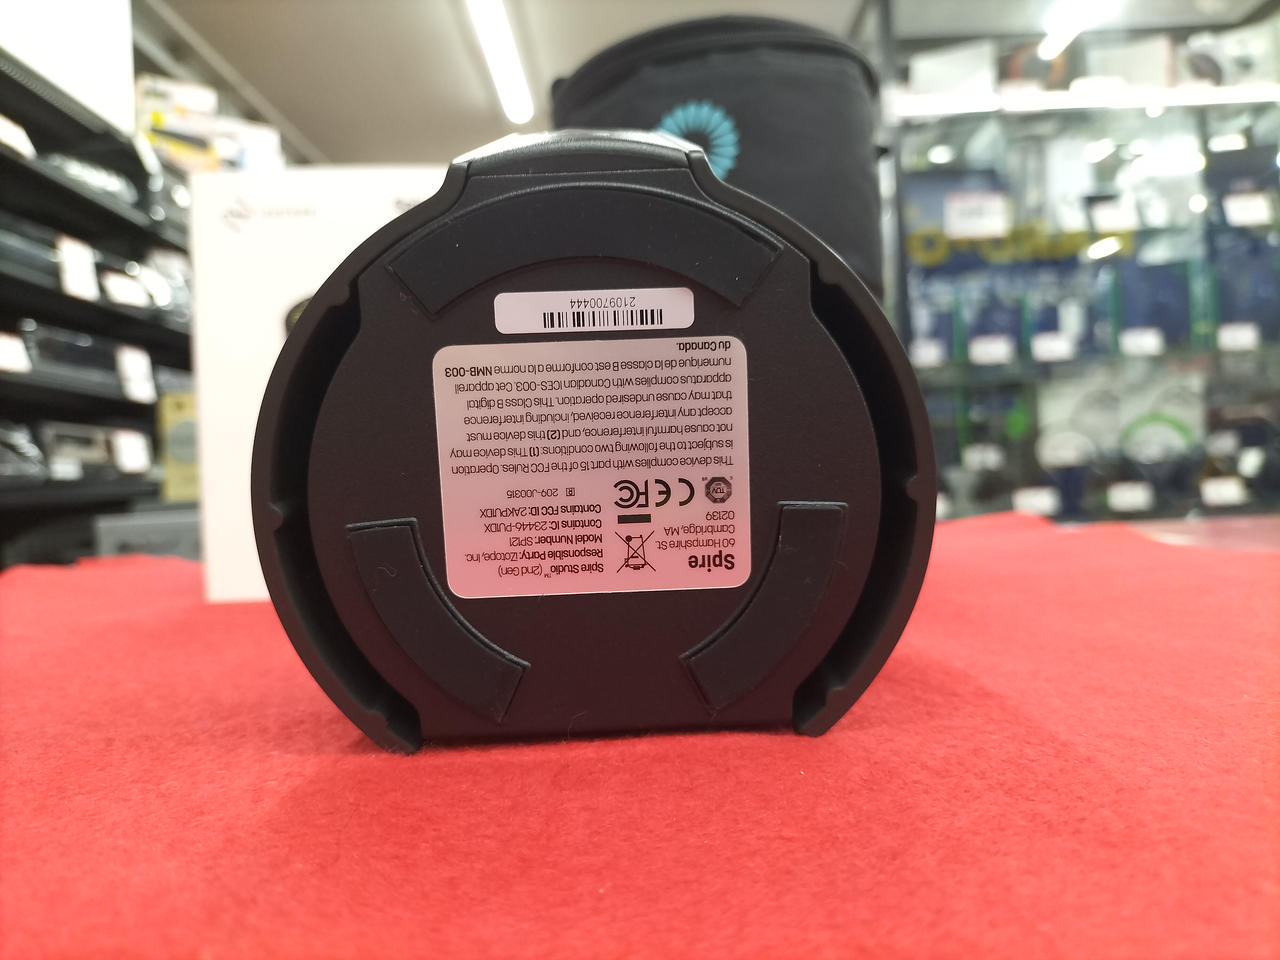 Spire
60 Hampshire St.
Cambridge, MA
02139
Spire Studio™ (2nd Gen)
Responsible Party: iZotope, Inc.
Model Number: SP121
Contains IC: 23446-PU1DX
Contains FCC ID: 2AKPU1DX
209-J00315
This device complies with part 15 of the FCC Rules. Operation
is subject to the following two conditions: (1) This device may
not cause harmful interference, and (2) this device must
accept any interference received, including interference
that may cause undesired operation. This Class B digital
apparatus complies with Canadian ICES-003. Cet appareil
numerique de la classe B est conforme a la norme NMB-003
du Canada.
2109700444